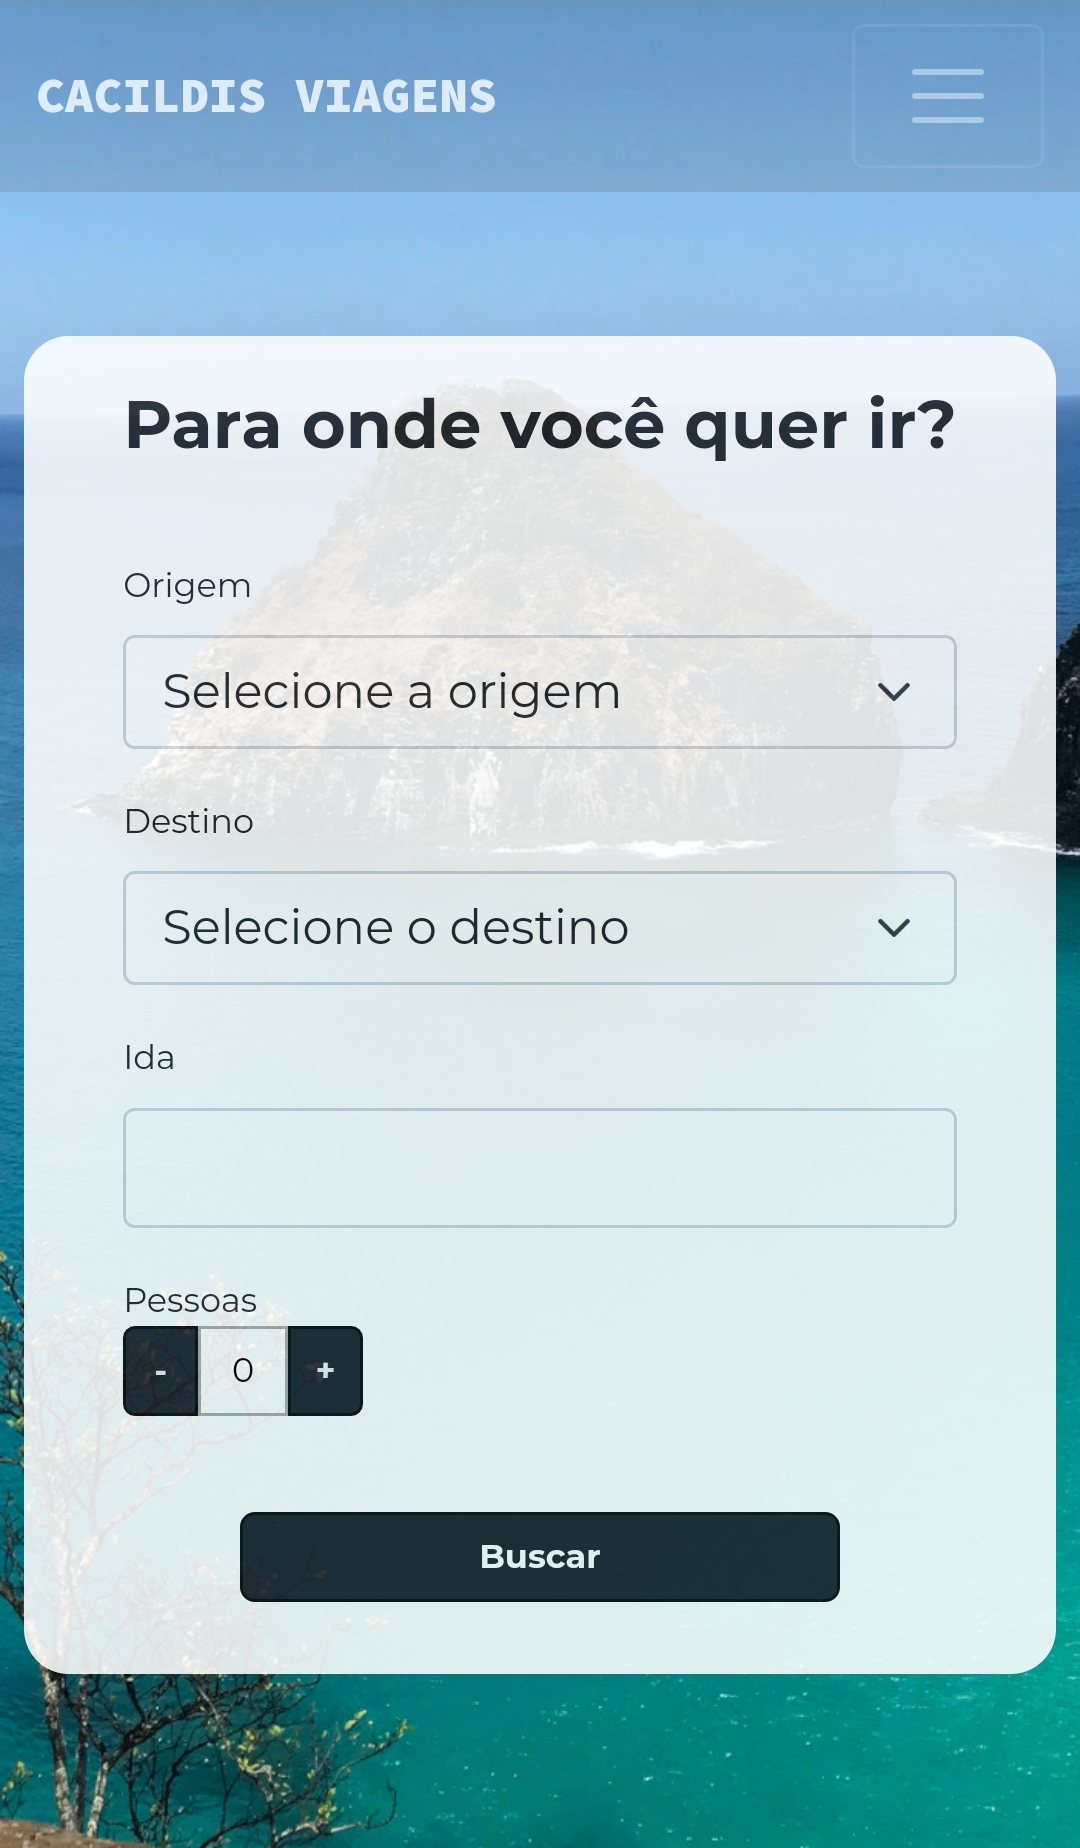 CACILDIS VIAGENS
Para onde você quer ir?
Origem
Selecione a origem
Destino
Selecione o destino
Ida
Pessoas
- 0 +
Buscar